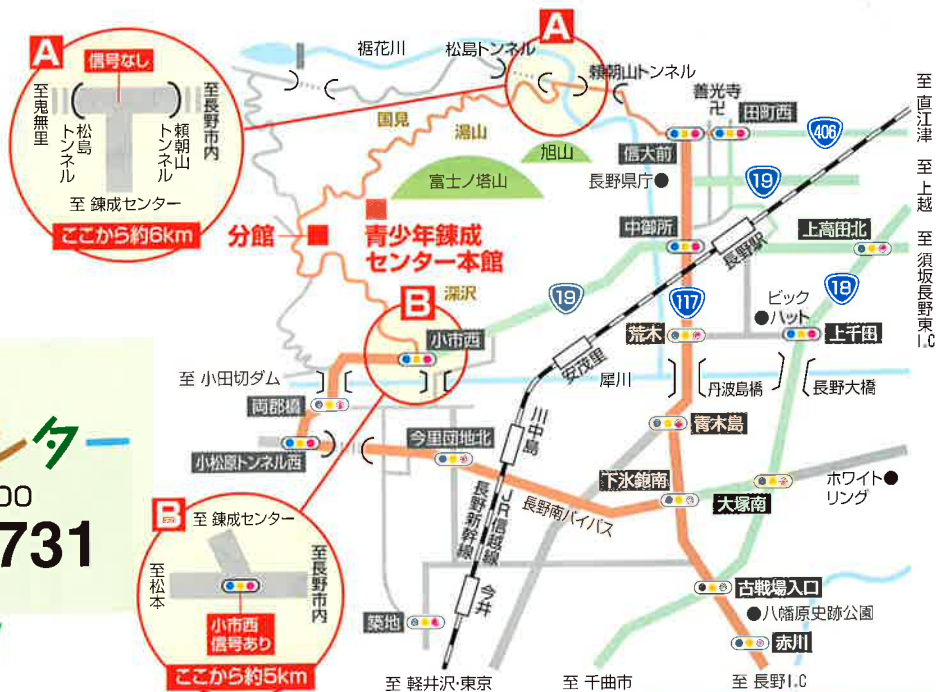 A
信号なし
至鬼無里
松島トンネル
頼朝山トンネル
至長野市内
至 錬成センター
ここから約6km
裾花川
松島トンネル
A
頼朝山トンネル
善光寺
卍
田町西
406
信大前
長野県庁
19
国見
湯山
旭山
富士ノ塔山
分館
青少年錬成
センター本館
中御所
長野駅
上高田北
至 直江津
至 上越
至 須坂長野東I.C
深沢
19
117
18
B
小市西
荒木
ビック
ハット
上千田
安茂里
至 小田切ダム
犀川
丹波島橋
長野大橋
両郡橋
青木島
川中島
小松原トンネル西
今里団地北
下氷鉋南
大塚南
ホワイト
リング
長野南バイパス
JR信越線
長野新幹線
タ
00
731
B
至 錬成センター
至松本
至長野市内
小市西
信号あり
ここから約5km
今井
築地
古戦場入口
八幡原史跡公園
赤川
至 軽井沢・東京
至 千曲市
至 長野I.C